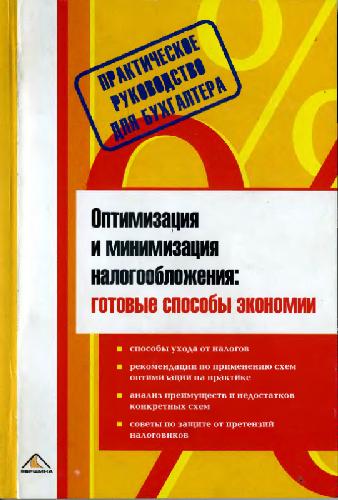 ПРАКТИЧЕСКОЕ
РУКОВОДСТВО
ДЛЯ БУХГАЛТЕРА
%
%
Оптимизация
и минимизация
налогообложения:
готовые способы экономии
способы ухода от налогов
рекомендации по применению схем
оптимизации на практике
анализ преимуществ и недостатков
конкретных схем
советы по защите от претензий
налоговиков
ВЕРШИНА